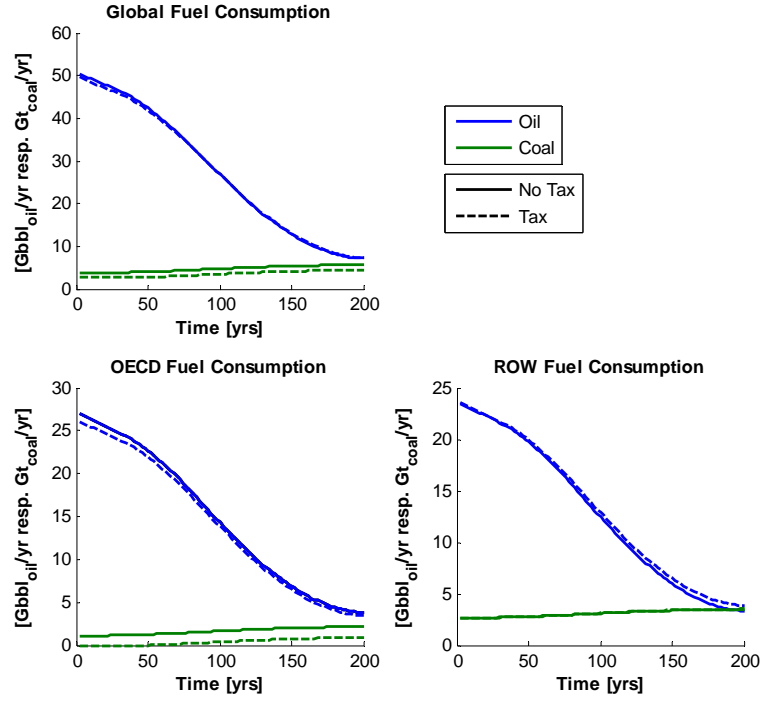 Global Fuel Consumption
[Gbbl_oil/yr resp. Gt_coal/yr]
60
50
40
30
20
10
0
0 50 100 150 200
Time [yrs]
Oil
Coal
No Tax
Tax
OECD Fuel Consumption
[Gbbl_oil/yr resp. Gt_coal/yr]
30
25
20
15
10
5
0
0 50 100 150 200
Time [yrs]
ROW Fuel Consumption
[Gbbl_oil/yr resp. Gt_coal/yr]
25
20
15
10
5
0
0 50 100 150 200
Time [yrs]